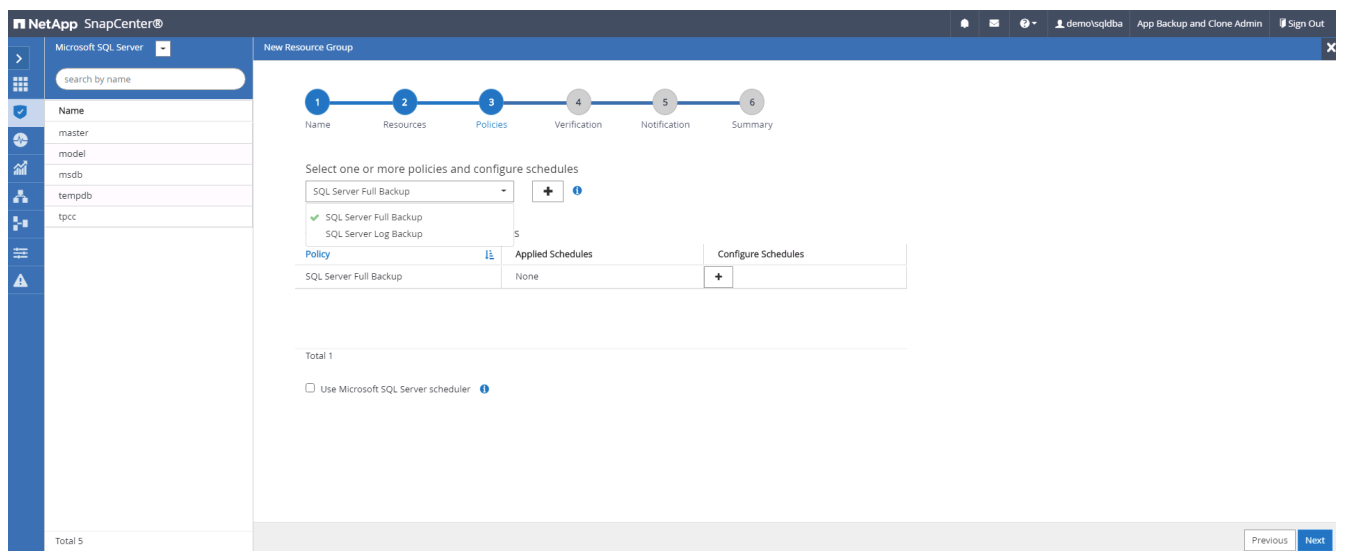 NetApp SnapCenter®
demo\sqldba App Backup and Clone Admin Sign Out
Microsoft SQL Server
New Resource Group
search by name
Name
master
model
msdb
tempdb
tpcc
Total 5
1 2 3 4 5 6
Name Resources Policies Verification Notification Summary
Select one or more policies and configure schedules
SQL Server Full Backup
SQL Server Full Backup
SQL Server Log Backup
s
Policy Applied Schedules Configure Schedules
SQL Server Full Backup None
Total 1
Use Microsoft SQL Server scheduler
Previous Next